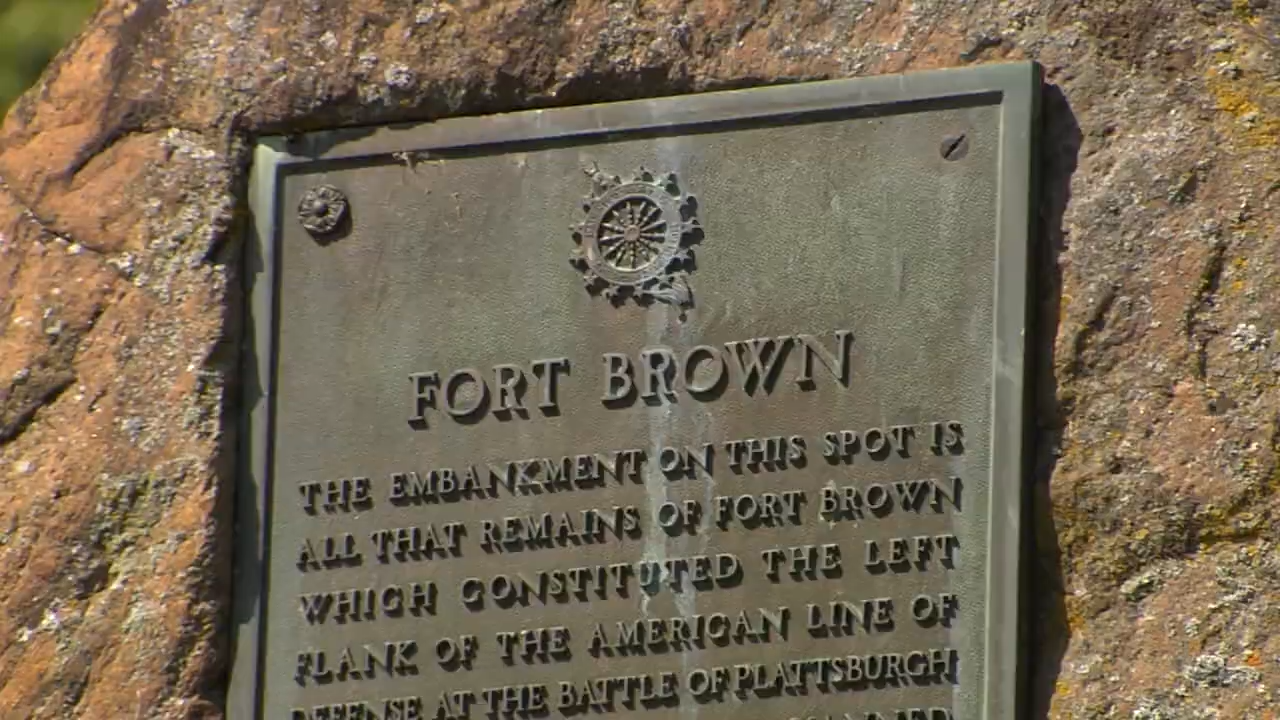 FORT BROWN
THE EMBANKMENT ON THIS SPOT IS
ALL THAT REMAINS OF FORT BROWN
WHICH CONSTITUTED THE LEFT
FLANK OF THE AMERICAN LINE OF
DEFENSE AT THE BATTLE OF PLATTSBURGH